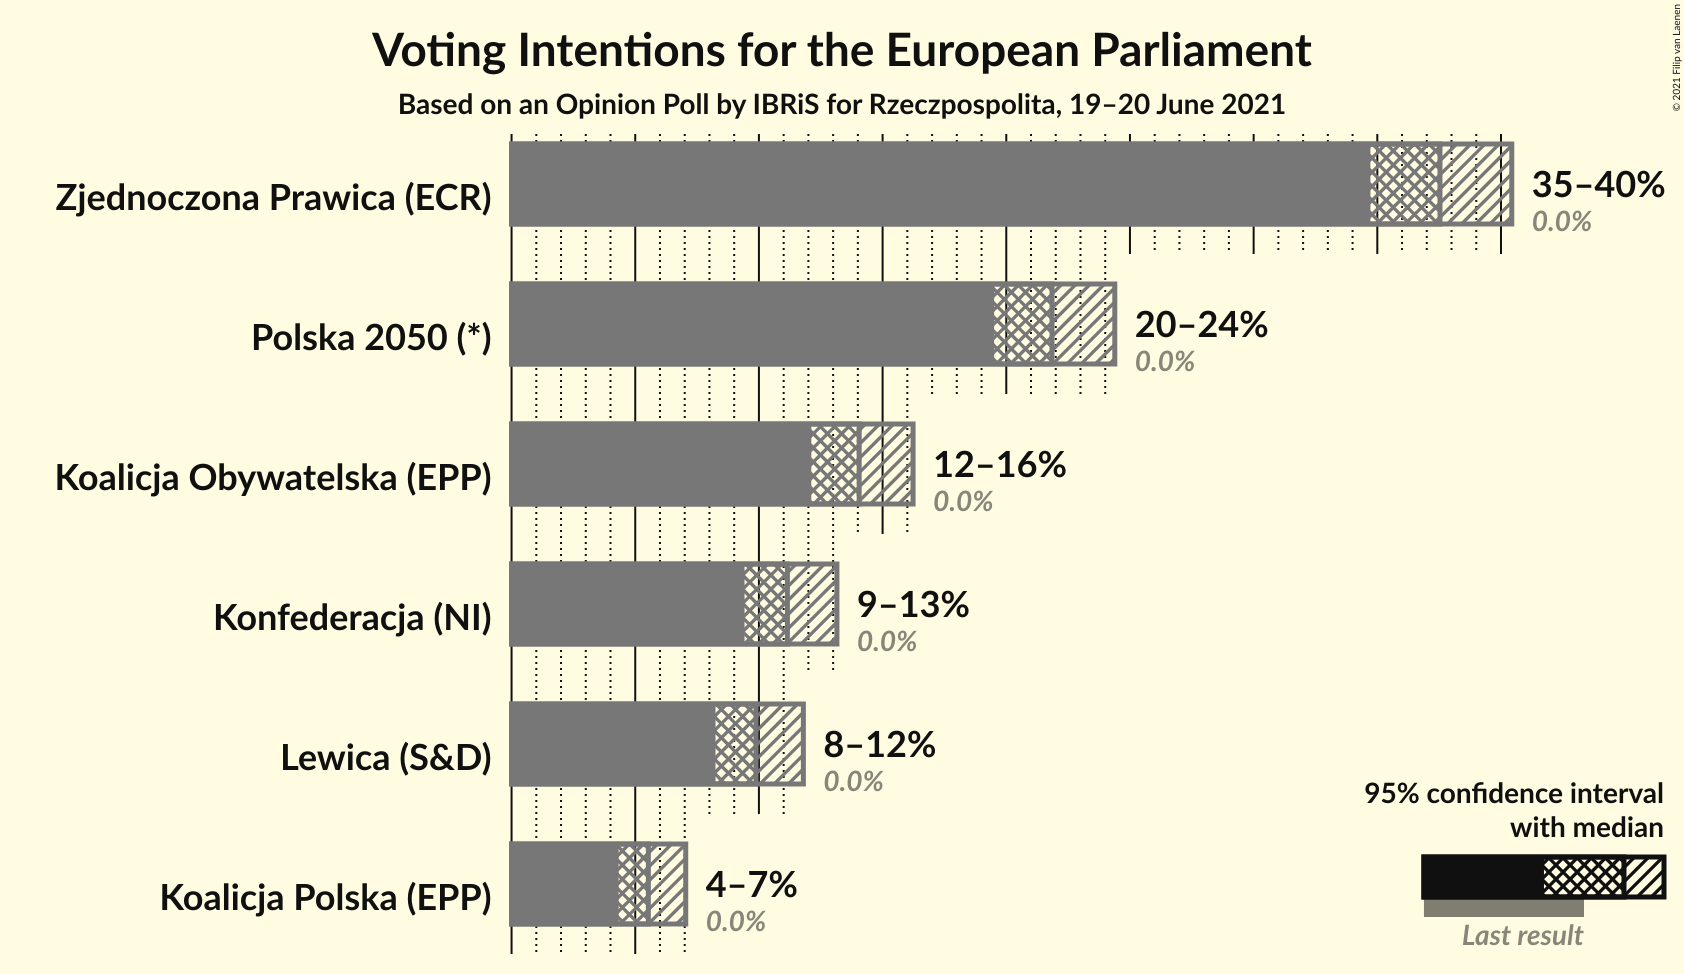 Voting Intentions for the European Parliament
Based on an Opinion Poll by IBRiS for Rzeczpospolita, 19–20 June 2021
© 2021 Filip van Laenen
Zjednoczona Prawica (ECR)
35–40%
0.0%
Polska 2050 (*)
20–24%
0.0%
Koalicja Obywatelska (EPP)
12–16%
0.0%
Konfederacja (NI)
9–13%
0.0%
Lewica (S&D)
8–12%
0.0%
Koalicja Polska (EPP)
4–7%
0.0%
95% confidence interval
with median
Last result